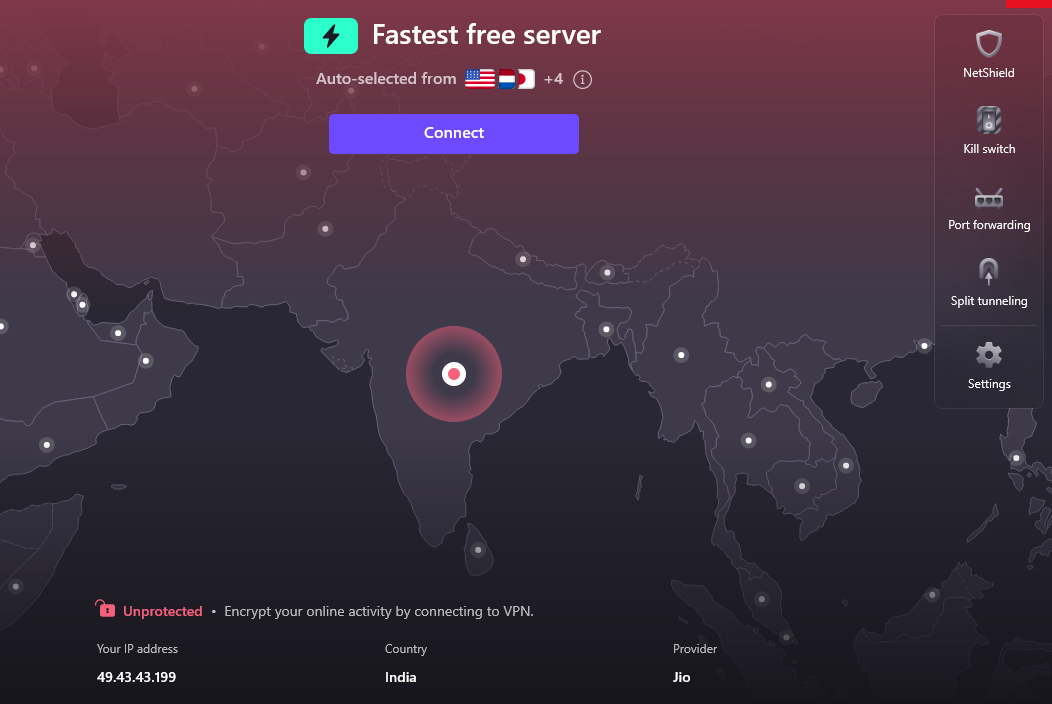 Fastest free server
Auto-selected from +4
Connect
NetShield
Kill switch
Port forwarding
Split tunneling
Settings
Unprotected • Encrypt your online activity by connecting to VPN.
Your IP address Country Provider
49.43.43.199 India Jio